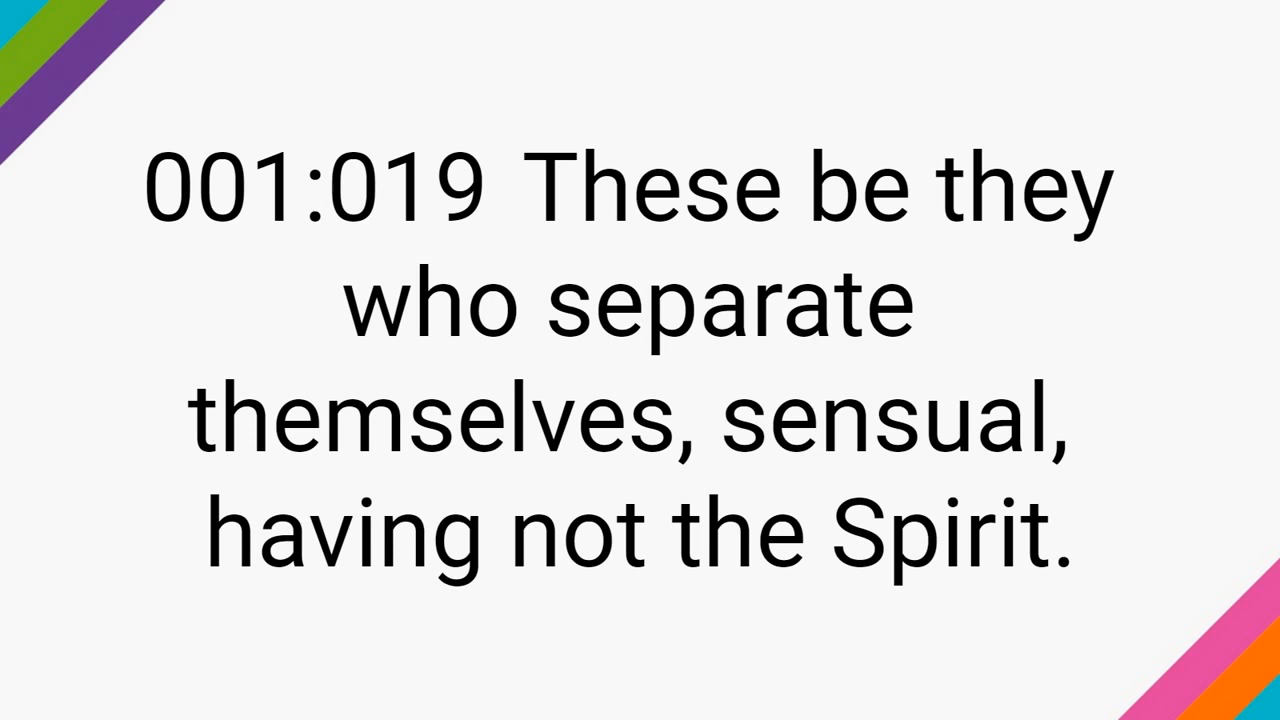 001:019 These be they
who separate
themselves, sensual,
having not the Spirit.